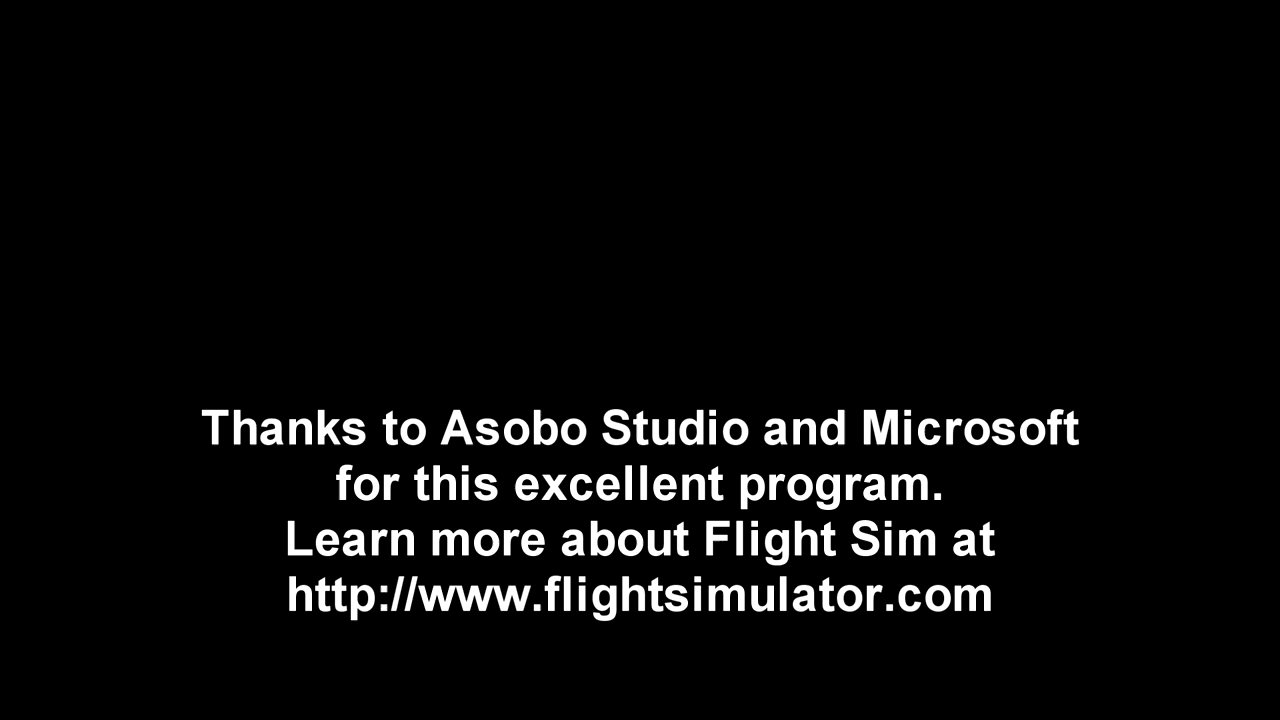 Thanks to Asobo Studio and Microsoft
for this excellent program.
Learn more about Flight Sim at
http://www.flightsimulator.com